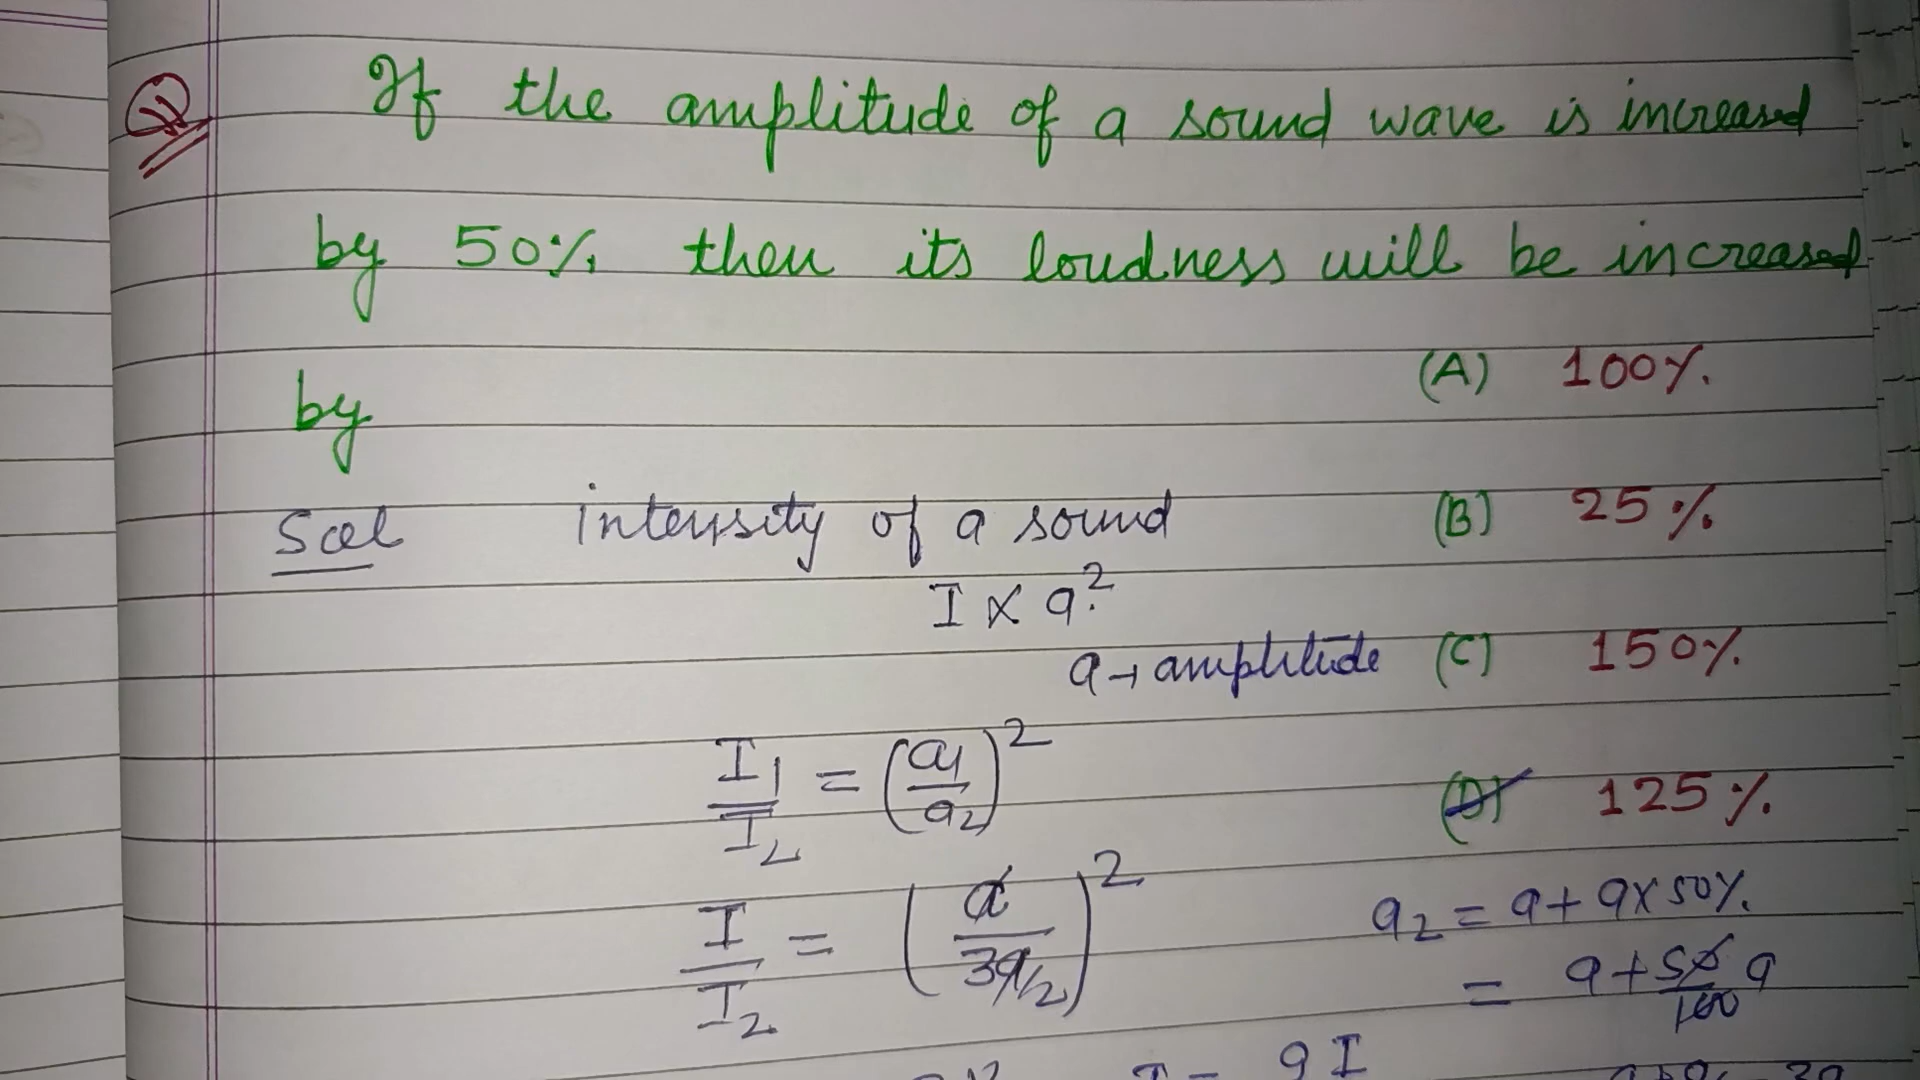 Q
If the amplitude of a sound wave is increased
by 50% then its loudness will be increased
by
(A) 100%.
Sol intensity of a sound
(B) 25%
I ∝ a²
a → amplitude
(C) 150%.
I₁/I₂ = (a₁/a₂)²
(D) 125%.
I/I₂ = (a/3a/2)²
a₂ = a + a×50%.
= a + 50/100 a
9I